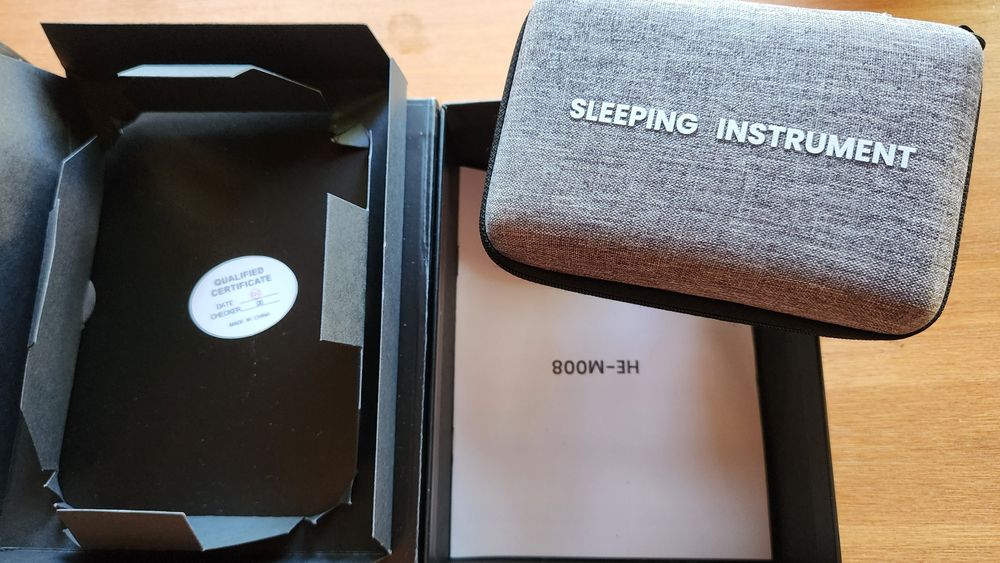 SLEEPING INSTRUMENT
QUALIFIED
CERTIFICATE
DATE:
CHECKER:
MADE IN CHINA
HE-M008